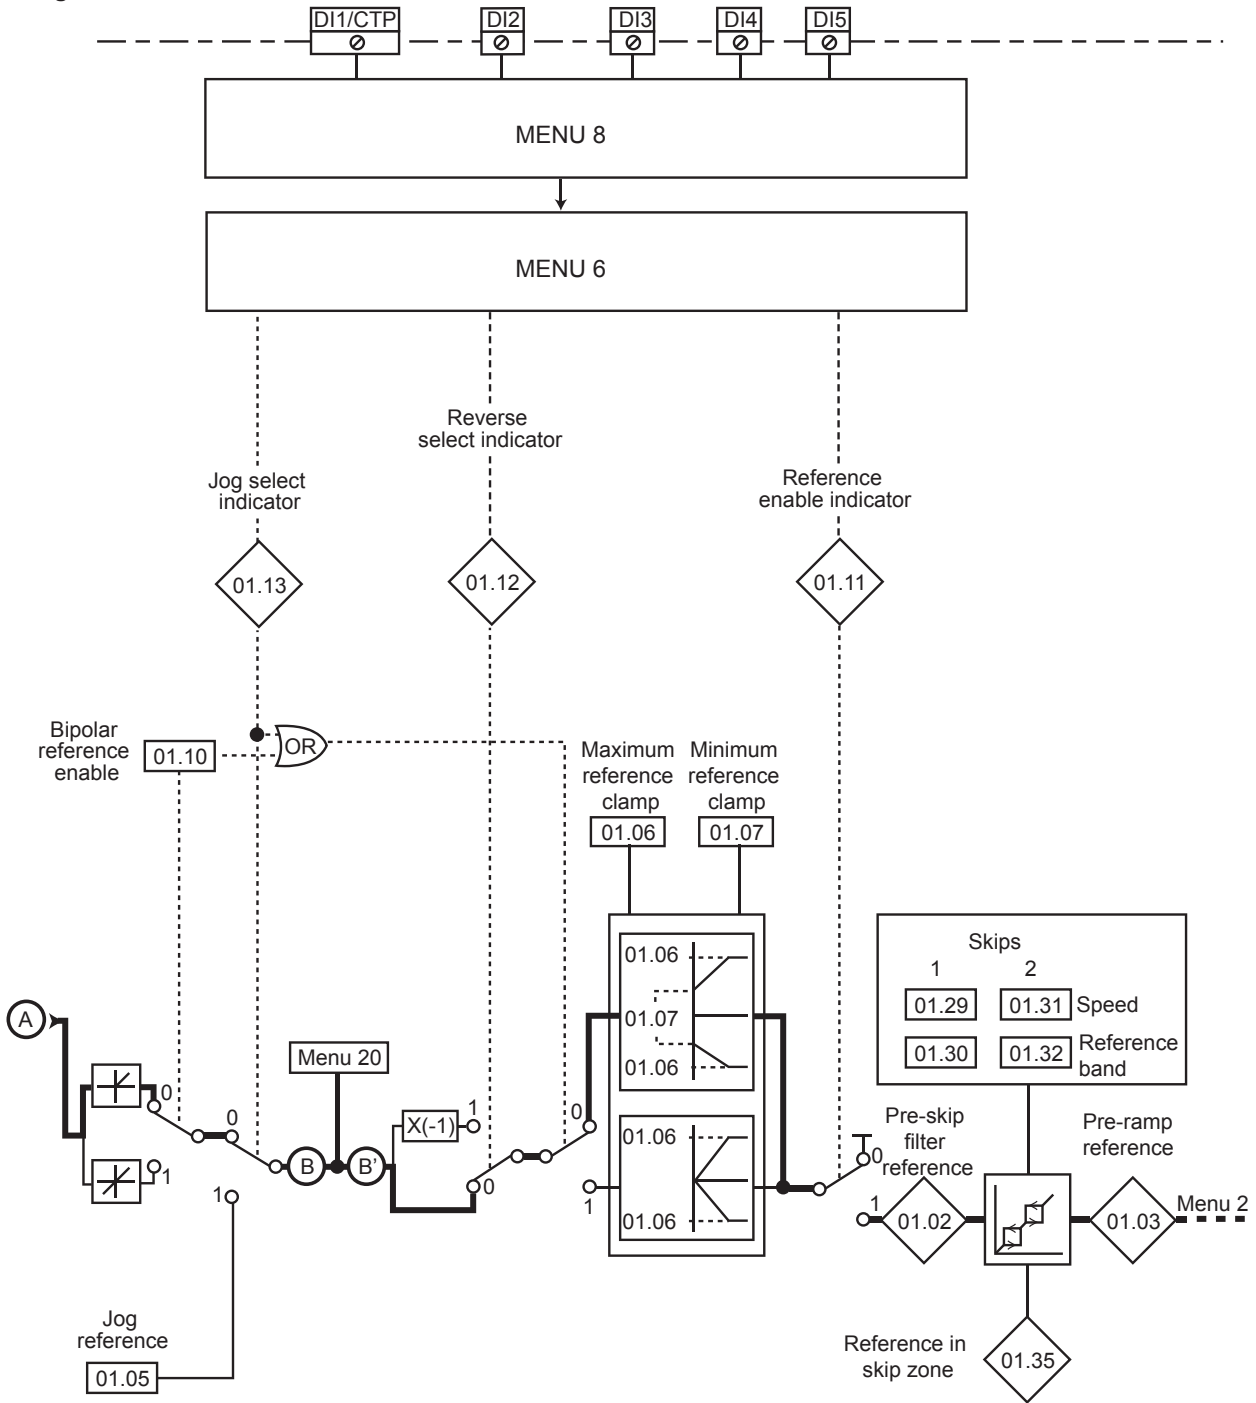 DI1/CTP DI2 DI3 DI4 DI5
MENU 8
MENU 6
Reverse
select indicator
Jog select
indicator
Reference
enable indicator
01.13
01.12
01.11
Bipolar
reference
enable
01.10
OR
Maximum
reference
clamp
01.06
Minimum
reference
clamp
01.07
01.06
01.07
01.06
01.06
01.06
Skips
1 2
01.29 01.31 Speed
01.30 01.32 Reference
band
A
0
1
0
1
Jog
reference
01.05
Menu 20
B
B'
X(-1)
1
0
0
1
0
1
Pre-skip
filter
reference
01.02
Pre-ramp
reference
01.03
Menu 2
Reference in
skip zone
01.35